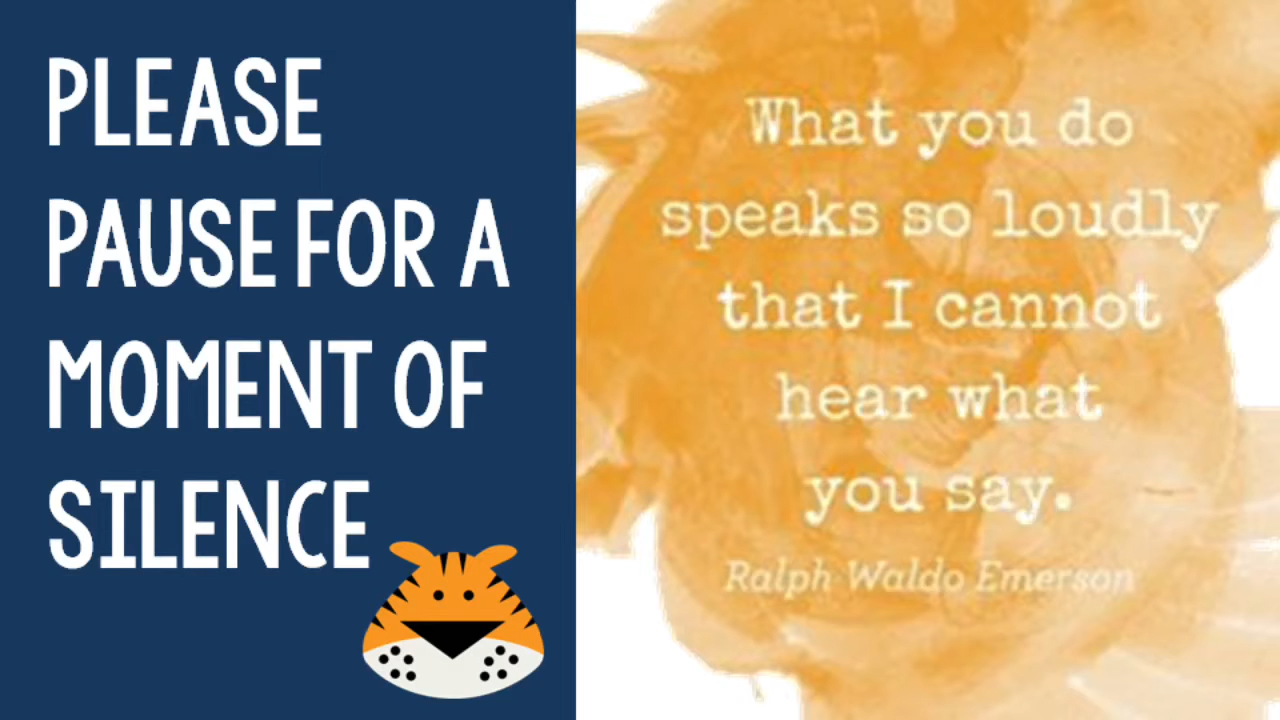 PLEASE
PAUSE FOR A
MOMENT OF
SILENCE
What you do
speaks so loudly
that I cannot
hear what
you say.
Ralph Waldo Emerson